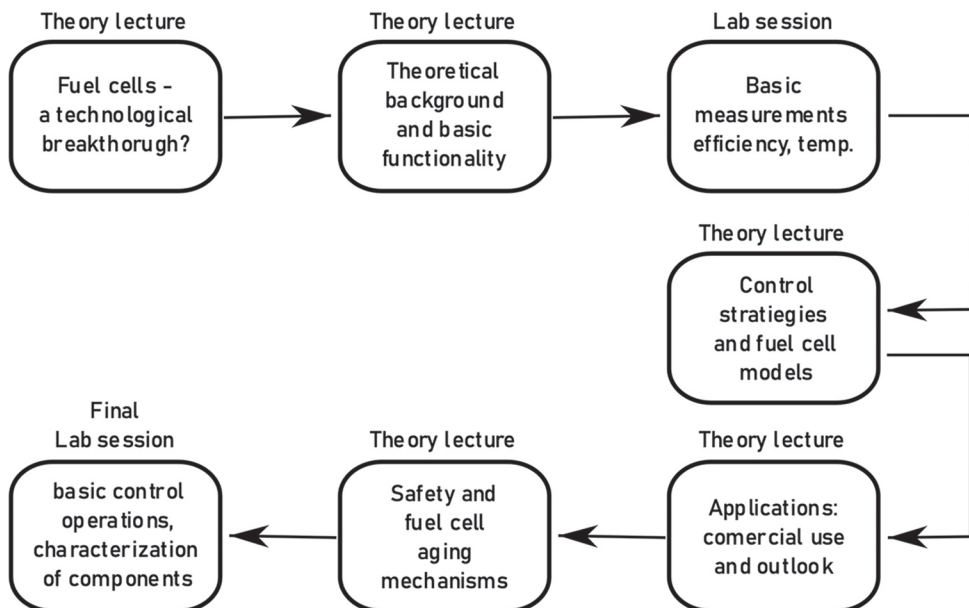 Theory lecture
Fuel cells -
a technological
breakthorugh?
Theory lecture
Theoretical
background
and basic
functionality
Lab session
Basic
measurements
efficiency, temp.
Theory lecture
Control
stratiegies
and fuel cell
models
Theory lecture
Applications:
comercial use
and outlook
Theory lecture
Safety and
fuel cell
aging
mechanisms
Final
Lab session
basic control
operations,
characterization
of components